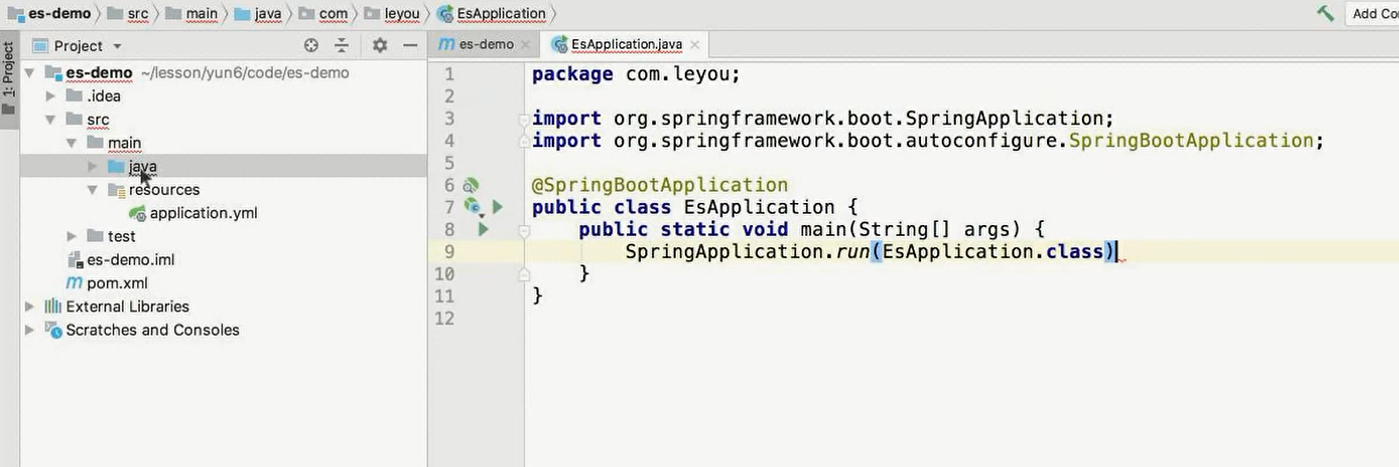 es-demo src main java com leyou EsApplication Add Co
1: Project
Project
es-demo ~/lesson/yun6/code/es-demo
.idea
src
main
java
resources
application.yml
test
es-demo.iml
pom.xml
External Libraries
Scratches and Consoles
es-demo EsApplication.java
1 package com.leyou;
2
3 import org.springframework.boot.SpringApplication;
4 import org.springframework.boot.autoconfigure.SpringBootApplication;
5
6 @SpringBootApplication
7 public class EsApplication {
8 public static void main(String[] args) {
9 SpringApplication.run(EsApplication.class)
10 }
11 }
12